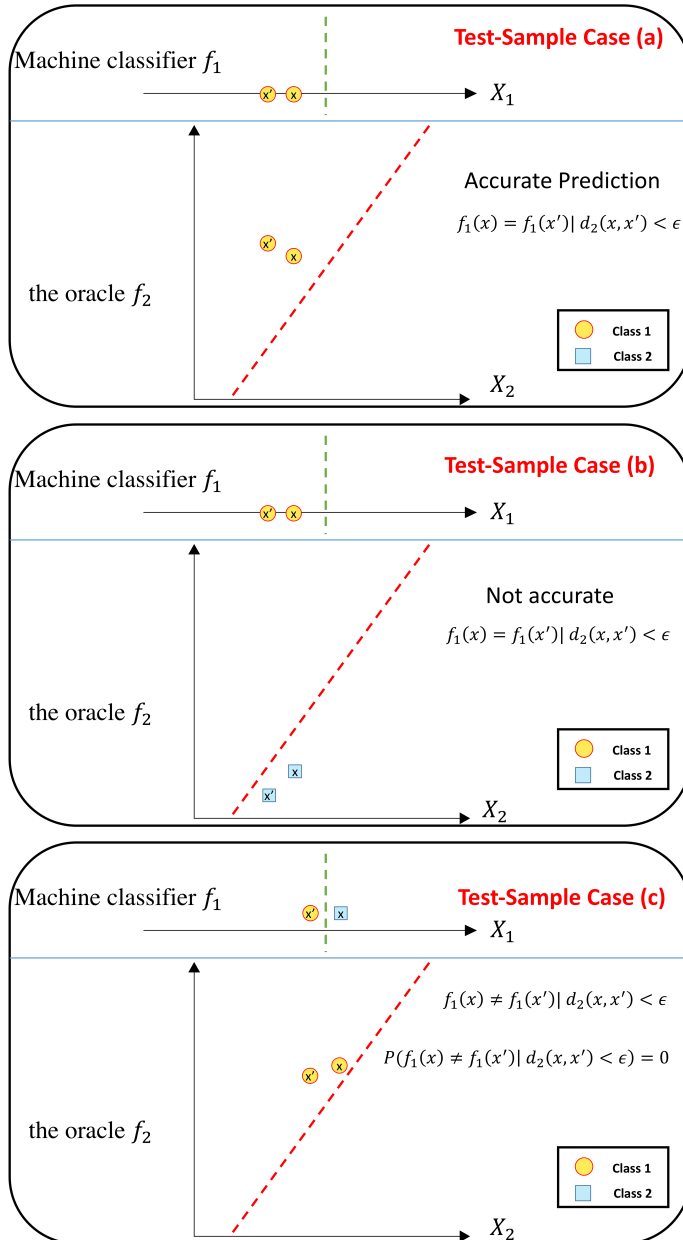 Test-Sample Case (a)
Machine classifier f₁
x′ x
X₁
Accurate Prediction
x′
x
f₁(x) = f₁(x′)| d₂(x, x′) < ϵ
the oracle f₂
Class 1
Class 2
X₂
Test-Sample Case (b)
Machine classifier f₁
x′ x
X₁
Not accurate
f₁(x) = f₁(x′)| d₂(x, x′) < ϵ
the oracle f₂
x
x′
Class 1
Class 2
X₂
Test-Sample Case (c)
Machine classifier f₁
x′ x
X₁
f₁(x) ≠ f₁(x′)| d₂(x, x′) < ϵ
P(f₁(x) ≠ f₁(x′)| d₂(x, x′) < ϵ) = 0
x
x′
the oracle f₂
Class 1
Class 2
X₂